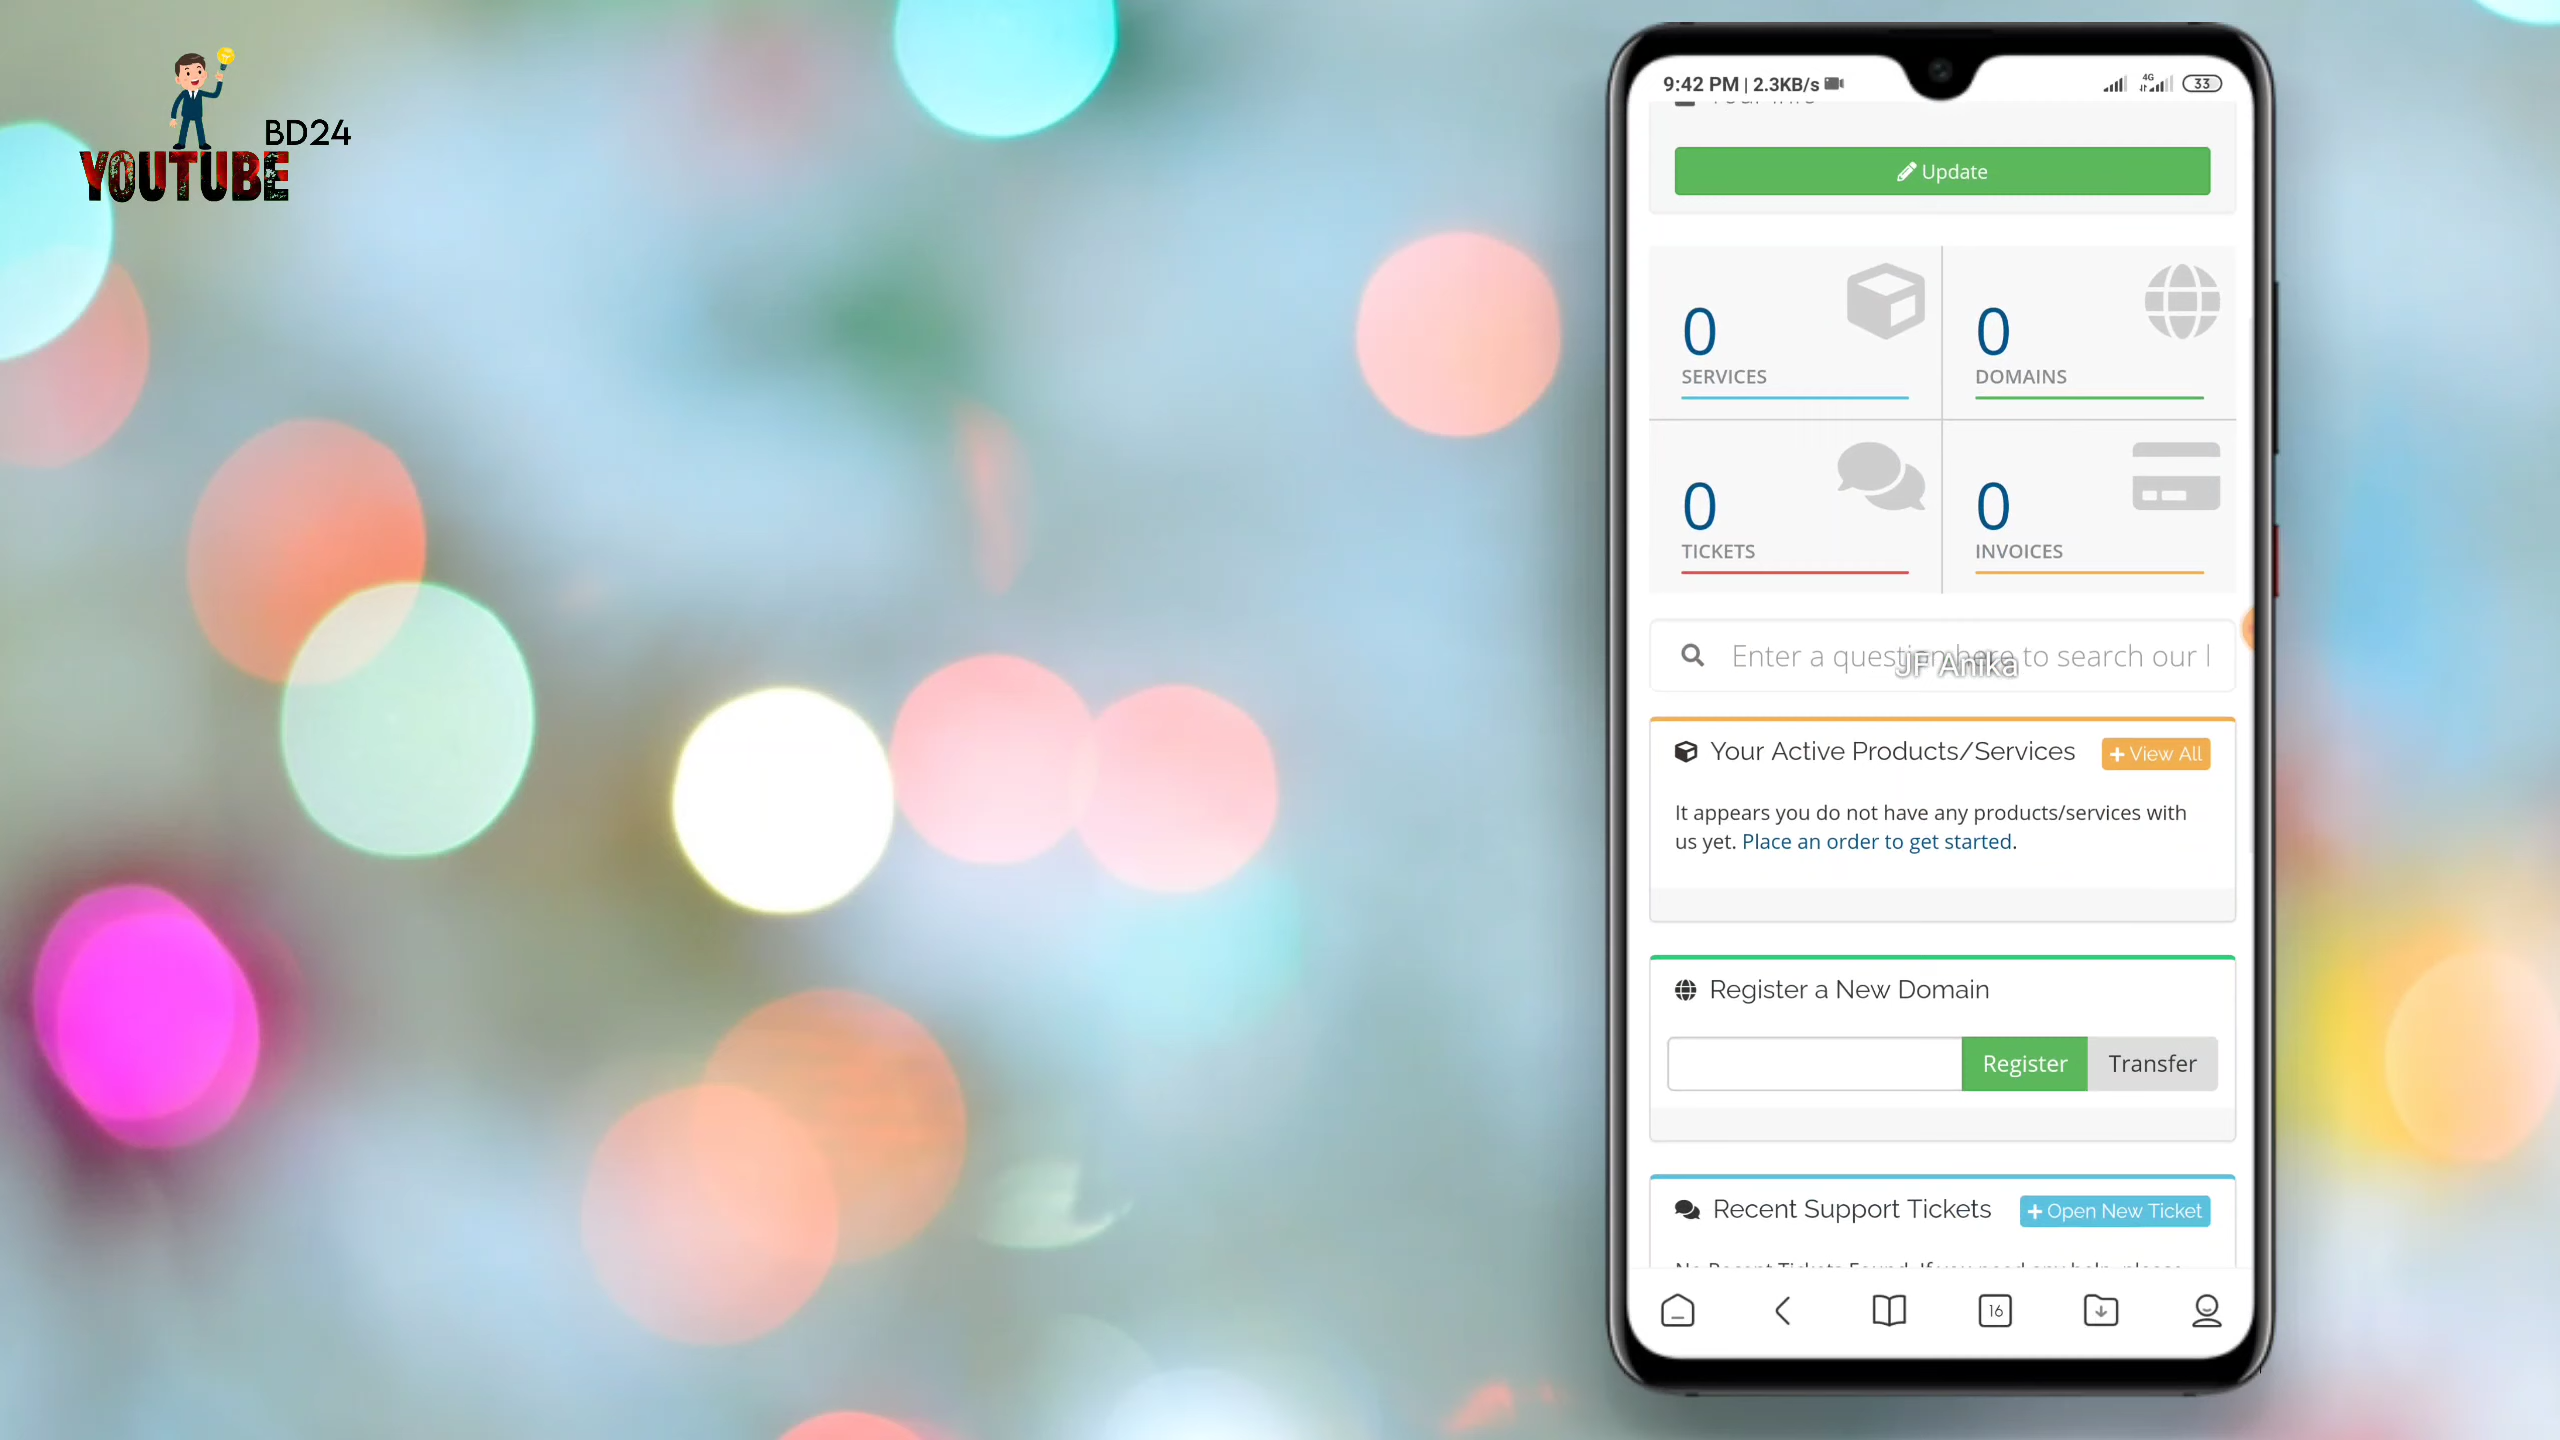 BD24
YOUTUBE
9:42 PM | 2.3KB/s
4G
33
Update
0
SERVICES
0
DOMAINS
0
TICKETS
0
INVOICES
Enter a question here to search our
JF Anika
Your Active Products/Services
+ View All
It appears you do not have any products/services with
us yet. Place an order to get started.
Register a New Domain
Register
Transfer
Recent Support Tickets
+ Open New Ticket
16